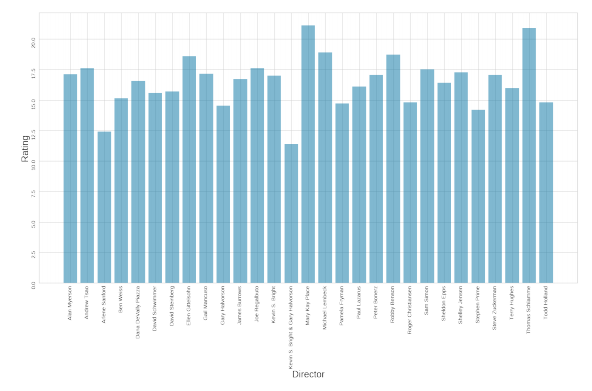 20.0
17.5
15.0
12.5
10.0
7.5
5.0
2.5
0.0
Rating
Alan Myerson
Andrew Tsao
Arlene Sanford
Ben Weiss
Dana DeVally Piazza
David Schwimmer
David Steinberg
Ellen Gittelsohn
Gail Mancuso
Gary Halvorson
James Burrows
Joe Regalbuto
Kevin S. Bright
Kevin S. Bright & Gary Halvorson
Mary Kay Place
Michael Lembeck
Pamela Fryman
Paul Lazarus
Peter Bonerz
Robby Benson
Roger Christiansen
Sam Simon
Sheldon Epps
Shelley Jensen
Stephen Prime
Steve Zuckerman
Terry Hughes
Thomas Schlamme
Todd Holland
Director